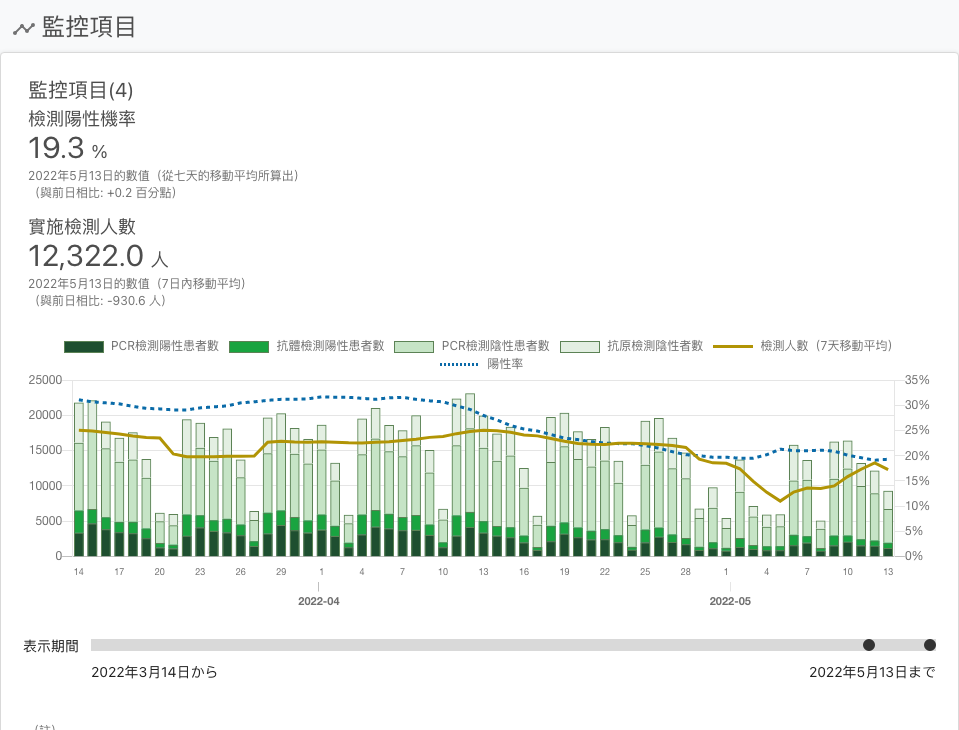 監控項目
監控項目(4)
檢測陽性機率
19.3 %
2022年5月13日的數值（從七天的移動平均所算出）
（與前日相比: +0.2 百分點）
實施檢測人數
12,322.0 人
2022年5月13日的數值（7日內移動平均）
（與前日相比: -930.6 人）
PCR檢測陽性患者數 抗體檢測陽性患者數 PCR檢測陰性患者數 抗原檢測陰性者數 檢測人數（7天移動平均）
陽性率
25000 35%
30%
20000
25%
15000
20%
10000
15%
10%
5000
5%
0 0%
14 17 20 23 26 29 1 4 7 10 13 16 19 22 25 28 1 4 7 10 13
2022-04 2022-05
表示期間
2022年3月14日から 2022年5月13日まで